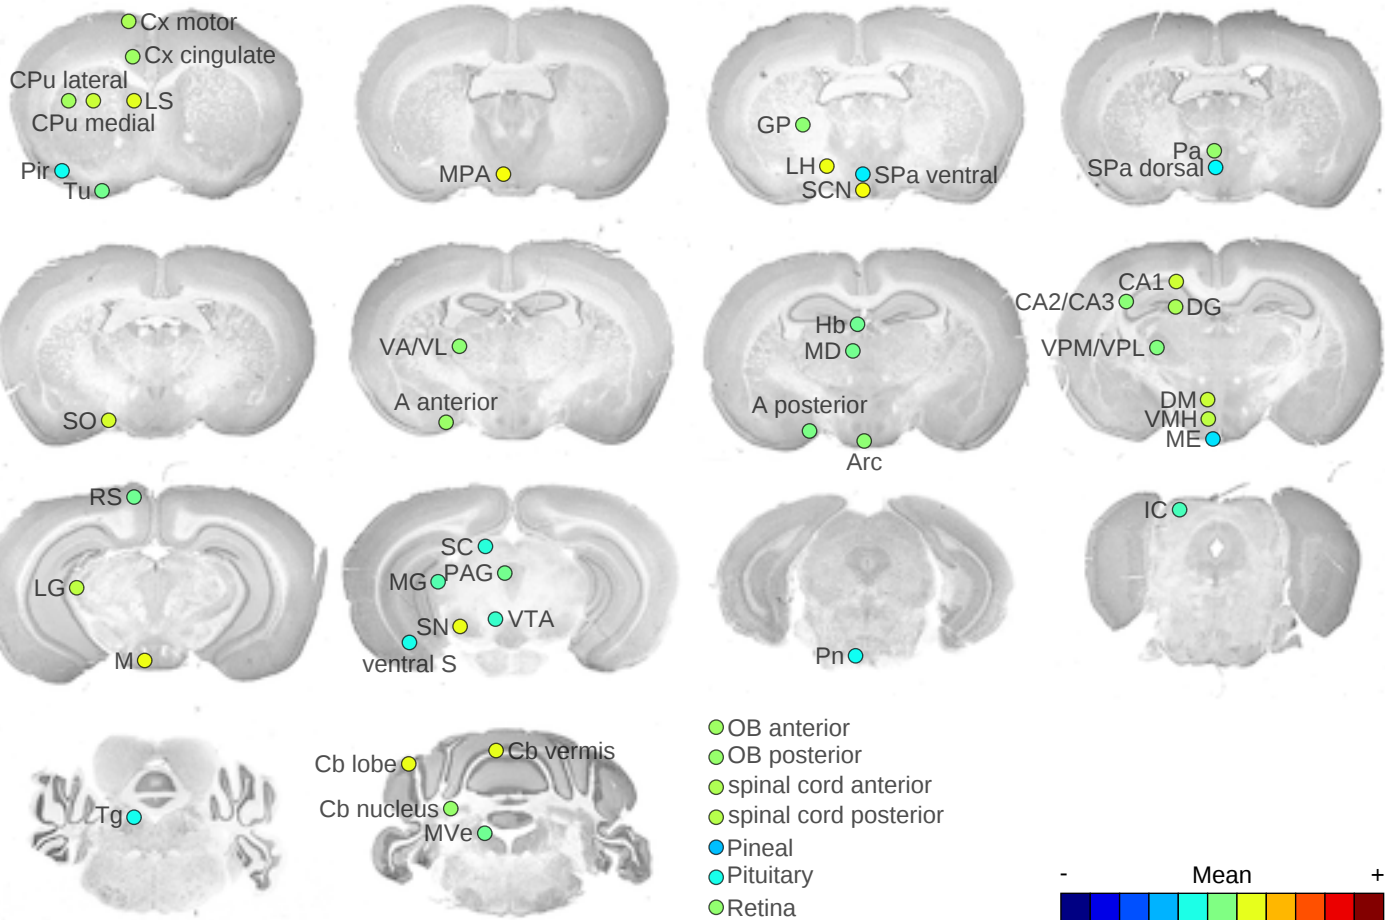 Cx motor
Cx cingulate
CPu lateral
LS
CPu medial
Pir
Tu
MPA
GP
LH
SPa ventral
SCN
Pa
SPa dorsal
SO
VA/VL
A anterior
Hb
MD
A posterior
Arc
CA1
CA2/CA3
DG
VPM/VPL
DM
VMH
ME
RS
LG
M
SC
PAG
MG
SN
VTA
ventral S
Pn
IC
Tg
Cb vermis
Cb lobe
Cb nucleus
MVe
OB anterior
OB posterior
spinal cord anterior
spinal cord posterior
Pineal
Pituitary
Retina
- Mean +